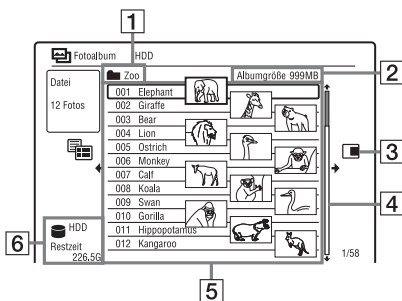 1
Fotoalbum HDD
2
Zoo
Albumgröße 999MB
Datei
12 Fotos
001 Elephant
002 Giraffe
003 Bear
004 Lion
005 Ostrich
006 Monkey
007 Calf
008 Koala
009 Swan
010 Gorilla
011 Hippopotamus
012 Kangaroo
3
4
6
HDD
Restzeit
226.5G
1/58
5